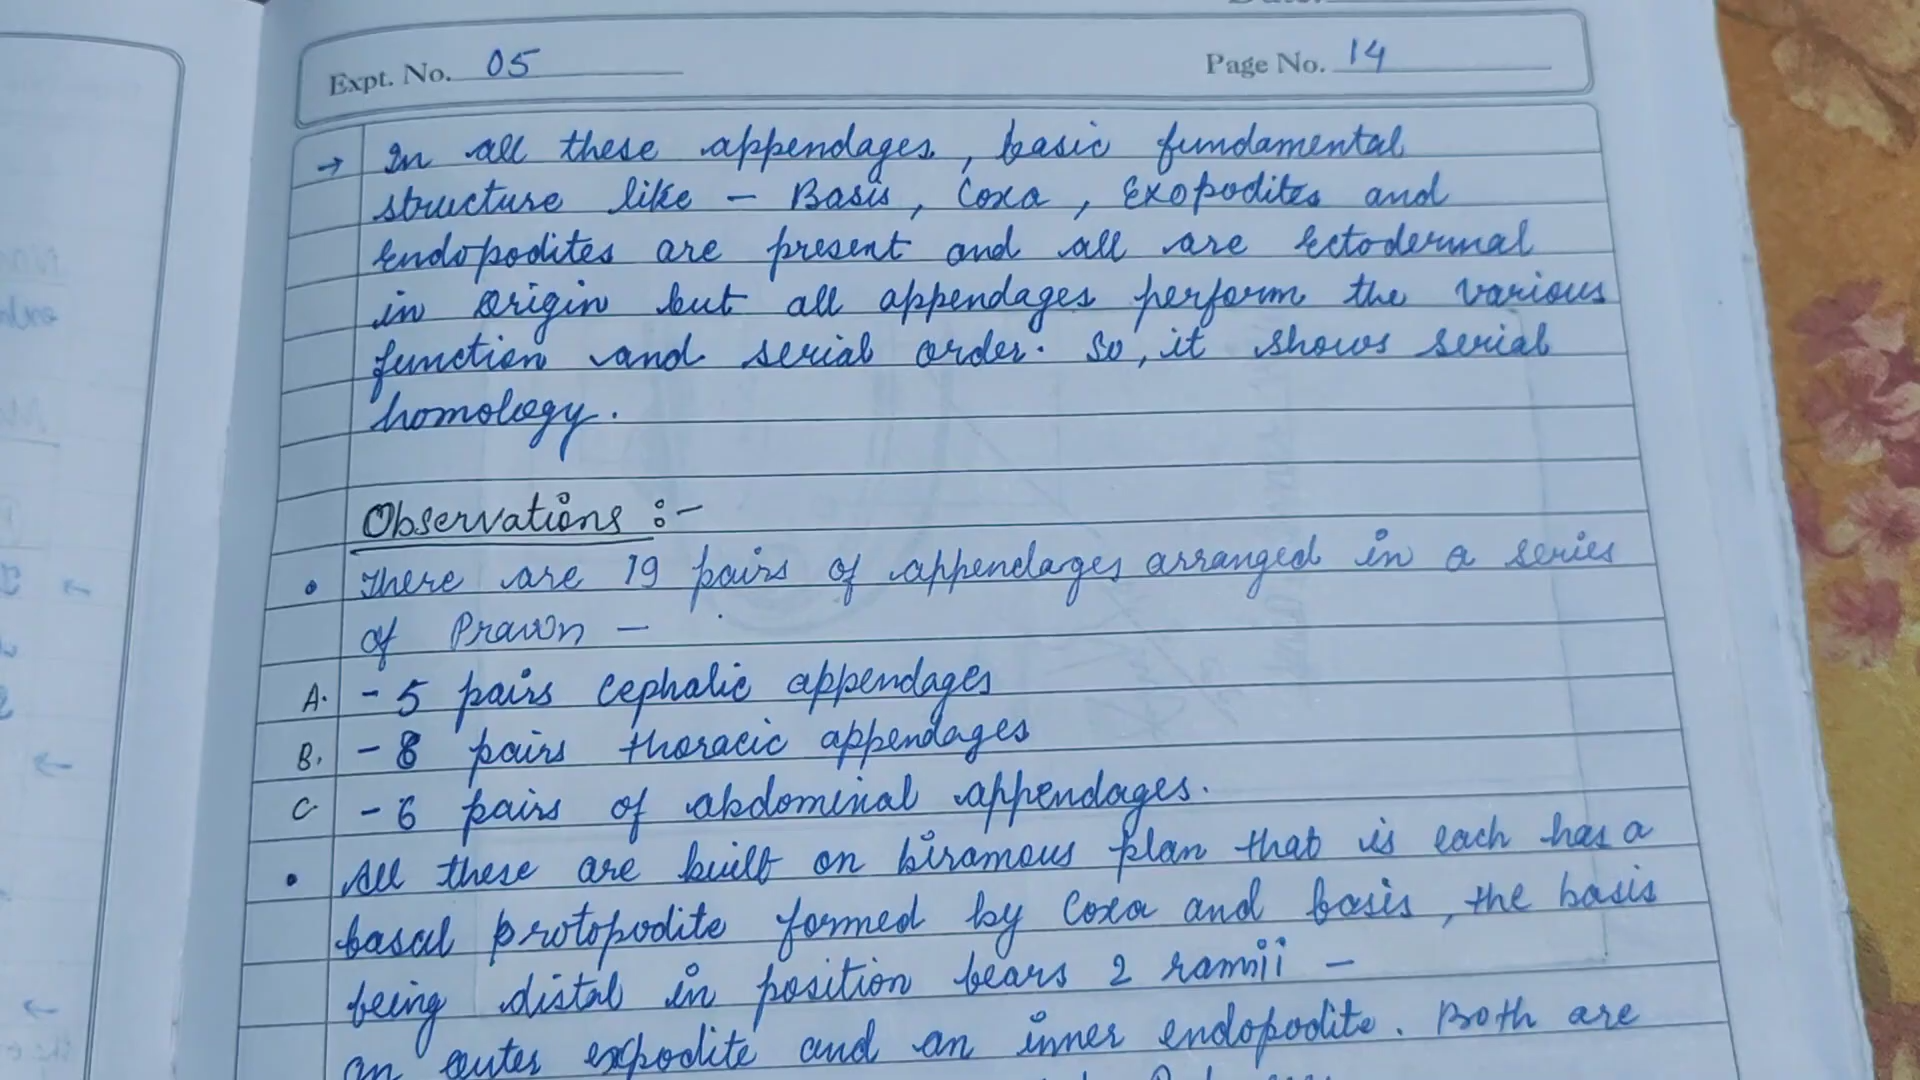 Expt. No. 05
Page No. 14
→ In all these appendages, basic fundamental
structure like - Basis, Coxa, Exopodites and
Endopodites are present and all are Ectodermal
in origin but all appendages perform the various
function and serial order. So, it shows serial
homology.
Observations :-
• There are 19 pairs of appendages arranged in a series
of Prawn -
A. - 5 pairs cephalic appendages
B. - 8 pairs thoracic appendages
C - 6 pairs of abdominal appendages.
• All these are built on biramous plan that is each has a
basal protopodite formed by Coxa and basis, the basis
being distal in position bears 2 ramii -
an outer expodite and an inner endopodite. Both are